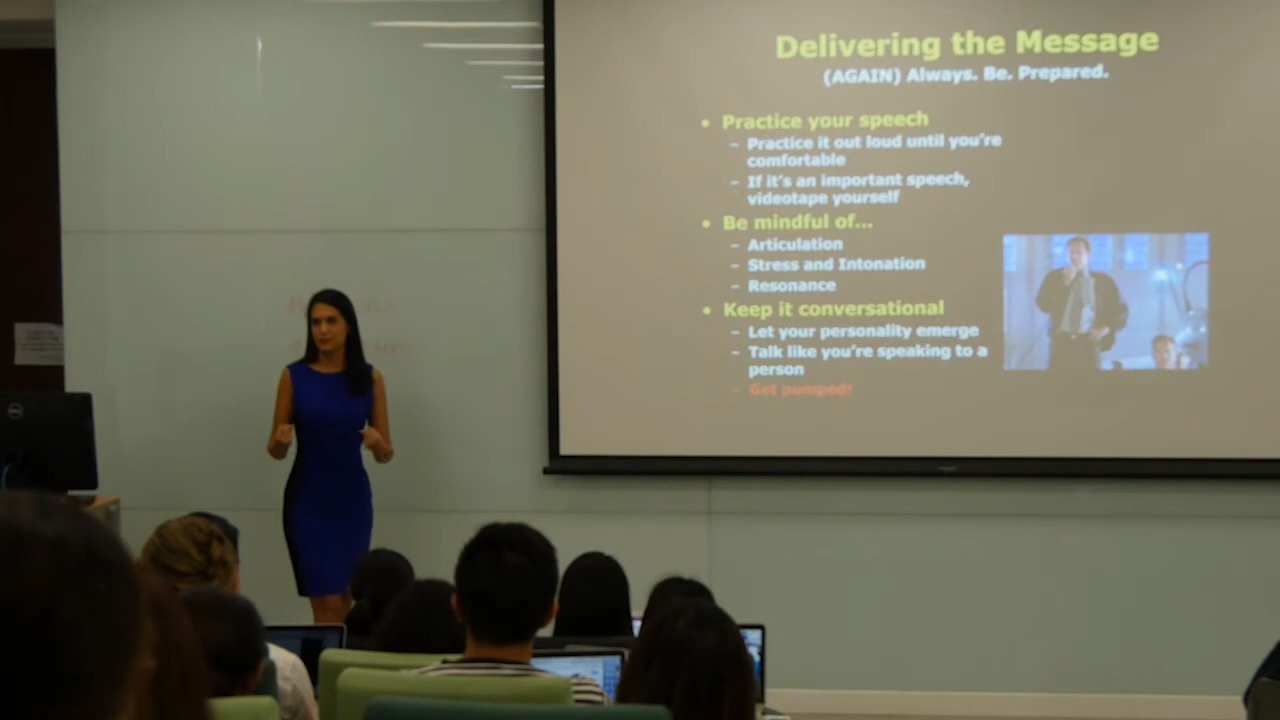 Delivering the Message
(AGAIN) Always. Be. Prepared.
• Practice your speech
– Practice it out loud until you're
comfortable
– If it's an important speech,
videotape yourself
• Be mindful of...
– Articulation
– Stress and Intonation
– Resonance
• Keep it conversational
– Let your personality emerge
– Talk like you're speaking to a
person
– Get pumped!
DELL